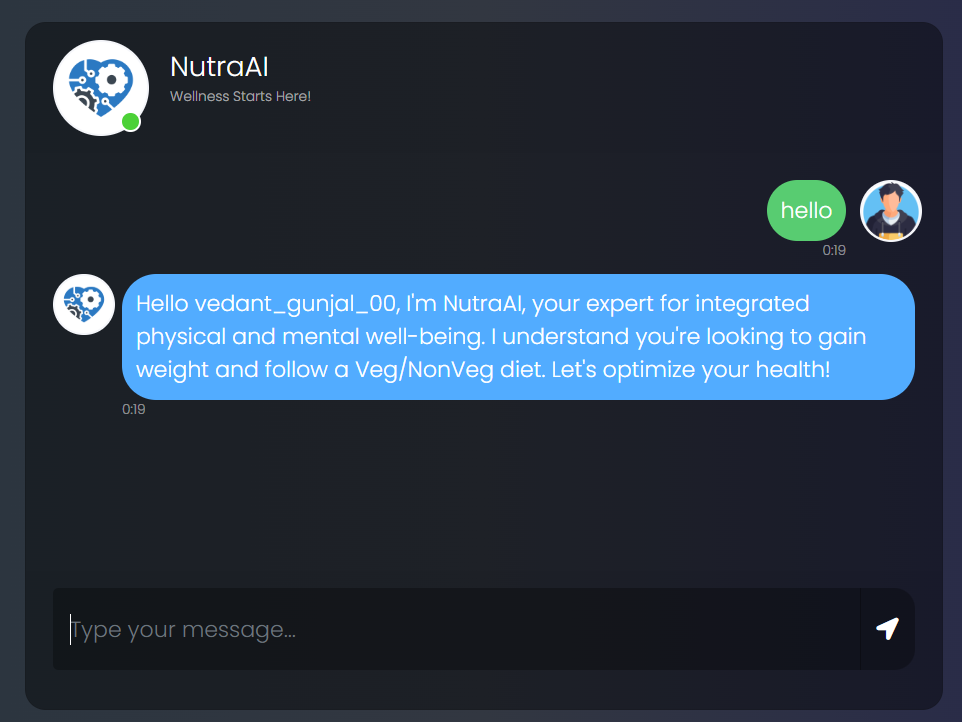 NutraAI
Wellness Starts Here!
hello
0:19
Hello vedant_gunjal_00, I'm NutraAI, your expert for integrated
physical and mental well-being. I understand you're looking to gain
weight and follow a Veg/NonVeg diet. Let's optimize your health!
0:19
Type your message...